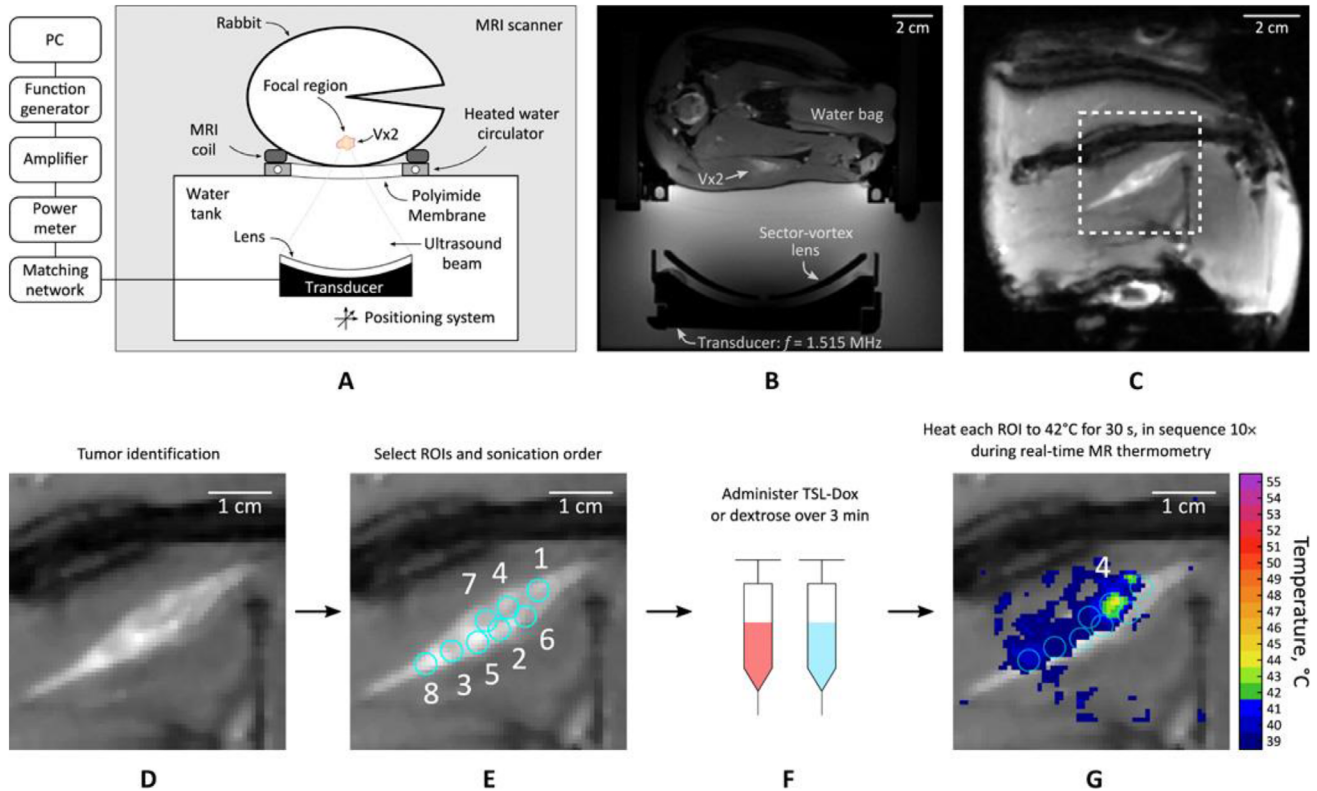 PC
Function
generator
Amplifier
Power
meter
Matching
network
Rabbit
MRI scanner
Focal region
Vx2
MRI
coil
Heated water
circulator
Water
tank
Polyimide
Membrane
Lens
Ultrasound
beam
Transducer
Positioning system
A
2 cm
Water bag
Vx2
Sector-vortex
lens
Transducer: f = 1.515 MHz
B
2 cm
C
Tumor identification
1 cm
D
Select ROIs and sonication order
1 cm
1
4
7
6
2
5
3
8
E
Administer TSL-Dox
or dextrose over 3 min
F
Heat each ROI to 42°C for 30 s, in sequence 10×
during real-time MR thermometry
1 cm
4
55
54
53
52
51
50
49
48
47
46
45
44
43
42
41
40
39
Temperature, °C
G